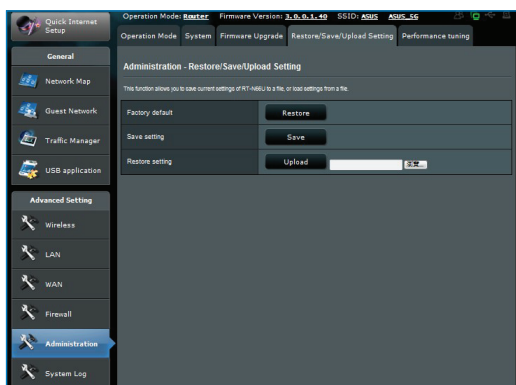 Quick Internet
Setup
Operation Mode: Router Firmware Version: 3.0.0.1.40 SSID: ASUS ASUS_5G
Operation Mode System Firmware Upgrade Restore/Save/Upload Setting Performance tuning
General
Network Map
Guest Network
Traffic Manager
USB application
Advanced Setting
Wireless
LAN
WAN
Firewall
Administration
System Log
Administration - Restore/Save/Upload Setting
This function allows you to save current settings of RT-N66U to a file, or load settings from a file.
Factory default Restore
Save setting Save
Restore setting Upload